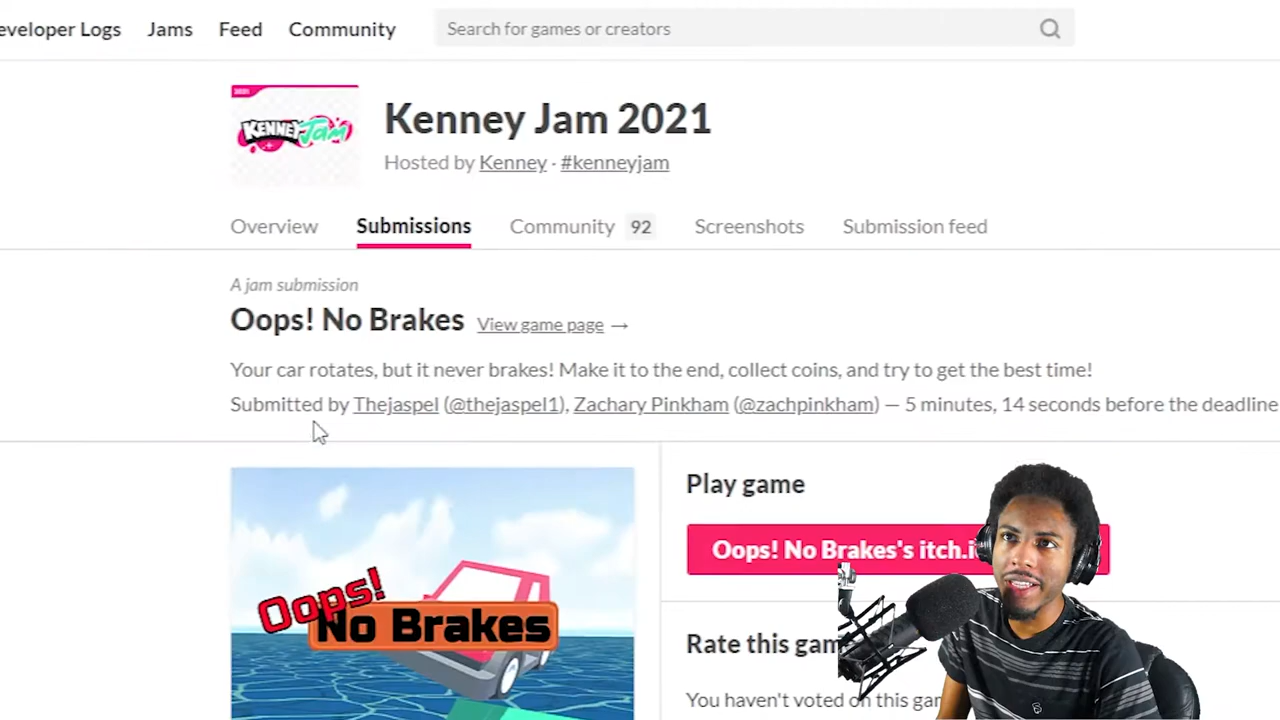 eveloper Logs Jams Feed Community Search for games or creators
KENNEY Jam
Kenney Jam 2021
Hosted by Kenney · #kenneyjam
Overview Submissions Community 92 Screenshots Submission feed
A jam submission
Oops! No Brakes View game page →
Your car rotates, but it never brakes! Make it to the end, collect coins, and try to get the best time!
Submitted by Thejaspel (@thejaspel1), Zachary Pinkham (@zachpinkham) — 5 minutes, 14 seconds before the deadline
Play game
Oops! No Brakes's itch.i
Oops!
No Brakes
Rate this gam
You haven't voted on this gam